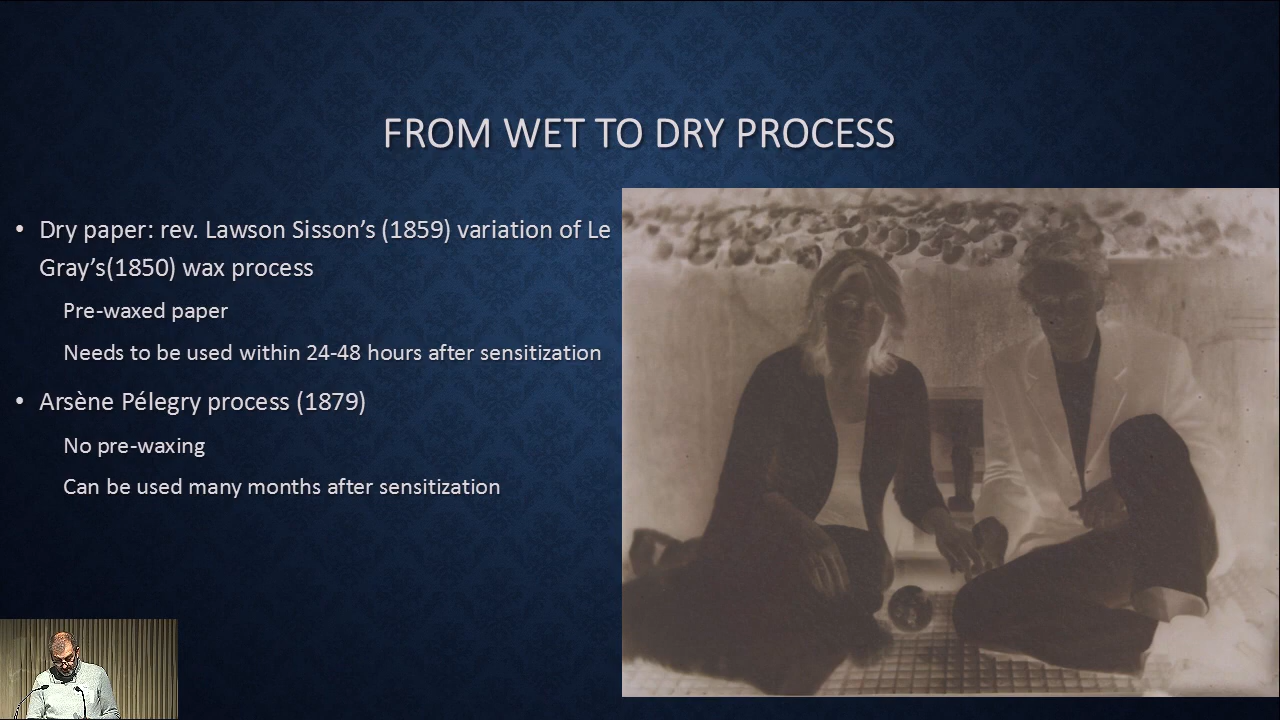 FROM WET TO DRY PROCESS
• Dry paper: rev. Lawson Sisson's (1859) variation of Le
Gray's(1850) wax process
Pre-waxed paper
Needs to be used within 24-48 hours after sensitization
• Arsène Pélegry process (1879)
No pre-waxing
Can be used many months after sensitization